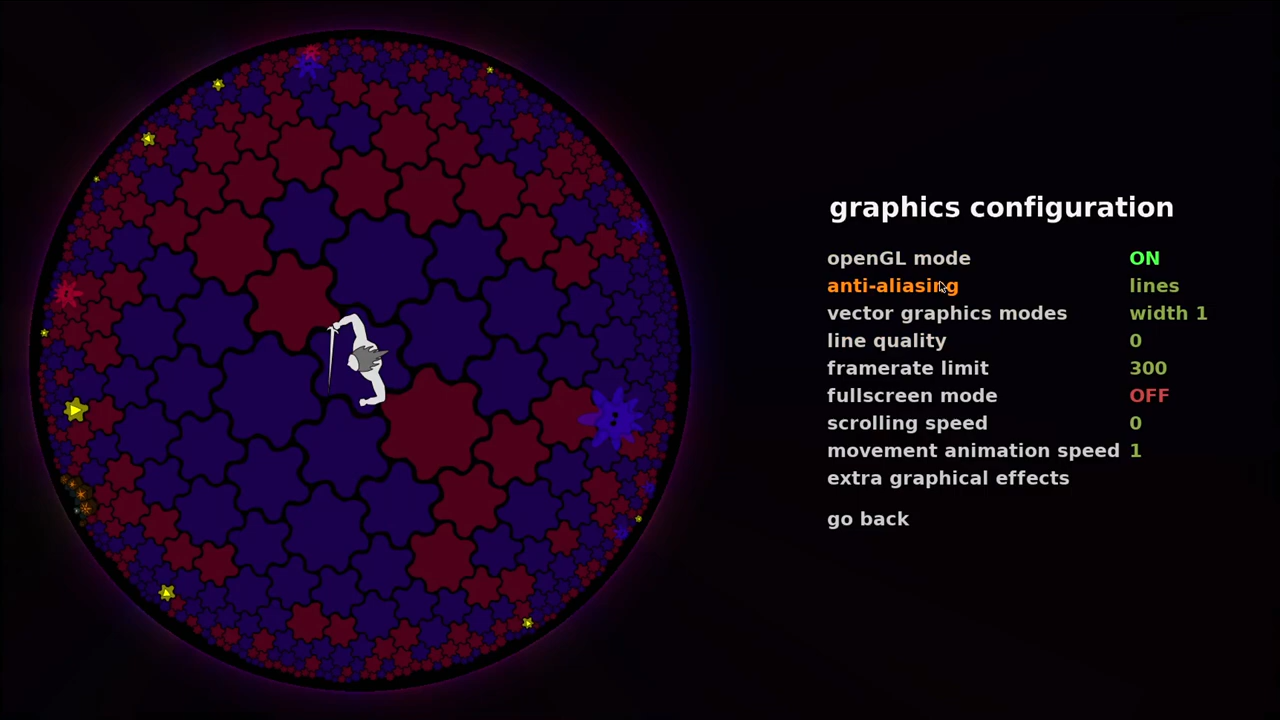 graphics configuration
openGL mode ON
anti-aliasing lines
vector graphics modes width 1
line quality 0
framerate limit 300
fullscreen mode OFF
scrolling speed 0
movement animation speed 1
extra graphical effects
go back